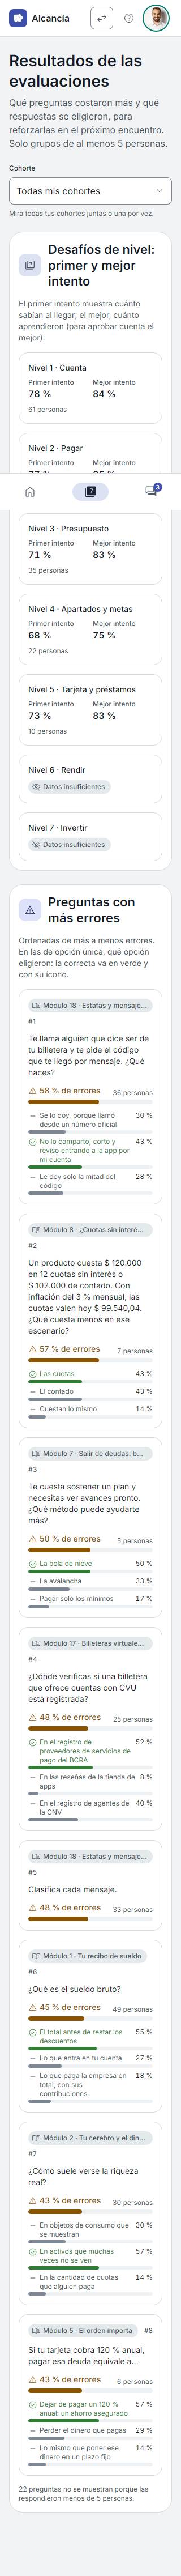 Alcancía
Resultados de las
evaluaciones
Qué preguntas costaron más y qué
respuestas se eligieron, para
reforzarlas en el próximo encuentro.
Solo grupos de al menos 5 personas.
Cohorte
Todas mis cohortes
Mira todas tus cohortes juntas o una por vez.
Desafíos de nivel:
primer y mejor
intento
El primer intento muestra cuánto
sabían al llegar; el mejor, cuánto
aprendieron (para aprobar cuenta el
mejor).
Nivel 1 · Cuenta
Primer intento Mejor intento
78 % 84 %
61 personas
Nivel 2 · Pagar
Primer intento Mejor intento
3
Nivel 3 · Presupuesto
Primer intento Mejor intento
71 % 83 %
35 personas
Nivel 4 · Apartados y metas
Primer intento Mejor intento
68 % 75 %
22 personas
Nivel 5 · Tarjeta y préstamos
Primer intento Mejor intento
73 % 83 %
10 personas
Nivel 6 · Rendir
Datos insuficientes
Nivel 7 · Invertir
Datos insuficientes
Preguntas con
más errores
Ordenadas de más a menos errores.
En las de opción única, qué opción
eligieron: la correcta va en verde y
con su ícono.
Módulo 18 · Estafas y mensaje...
#1
Te llama alguien que dice ser de
tu billetera y te pide el código
que te llegó por mensaje. ¿Qué
haces?
58 % de errores 36 personas
Se lo doy, porque llamó 30 %
desde un número oficial
No lo comparto, corto y 43 %
reviso entrando a la app por
mi cuenta
Le doy solo la mitad del 28 %
código
Módulo 8 · ¿Cuotas sin interé...
#2
Un producto cuesta $ 120.000
en 12 cuotas sin interés o
$ 102.000 de contado. Con
inflación del 3 % mensual, las
cuotas valen hoy $ 99.540,04.
¿Qué cuesta menos en ese
escenario?
57 % de errores 7 personas
Las cuotas 43 %
El contado 43 %
Cuestan lo mismo 14 %
Módulo 7 · Salir de deudas: b...
#3
Te cuesta sostener un plan y
necesitas ver avances pronto.
¿Qué método puede ayudarte
más?
50 % de errores 5 personas
La bola de nieve 50 %
La avalancha 33 %
Pagar solo los mínimos 17 %
Módulo 17 · Billeteras virtuale...
#4
¿Dónde verificas si una billetera
que ofrece cuentas con CVU
está registrada?
48 % de errores 25 personas
En el registro de 52 %
proveedores de servicios de
pago del BCRA
En las reseñas de la tienda de 8 %
apps
En el registro de agentes de 40 %
la CNV
Módulo 18 · Estafas y mensaje...
#5
Clasifica cada mensaje.
48 % de errores 33 personas
Módulo 1 · Tu recibo de sueldo
#6
¿Qué es el sueldo bruto?
45 % de errores 49 personas
El total antes de restar los 55 %
descuentos
Lo que entra en tu cuenta 27 %
Lo que paga la empresa en 18 %
total, con sus
contribuciones
Módulo 2 · Tu cerebro y el din...
#7
¿Cómo suele verse la riqueza
real?
43 % de errores 30 personas
En objetos de consumo que 30 %
se muestran
En activos que muchas 57 %
veces no se ven
En la cantidad de cuotas 14 %
que alguien paga
Módulo 5 · El orden importa #8
Si tu tarjeta cobra 120 % anual,
pagar esa deuda equivale a...
43 % de errores 6 personas
Dejar de pagar un 120 % 57 %
anual: un ahorro asegurado
Perder el dinero que pagas 29 %
Lo mismo que poner ese 14 %
dinero en un plazo fijo
22 preguntas no se muestran porque las
respondieron menos de 5 personas.